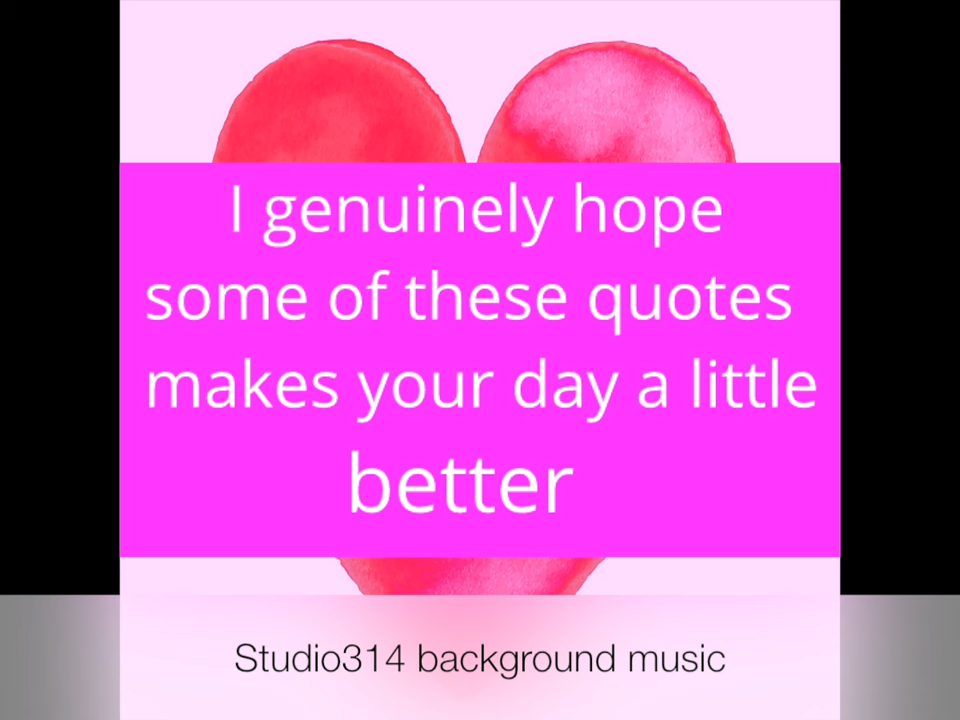 I genuinely hope
some of these quotes
makes your day a little
better
Studio314 background music